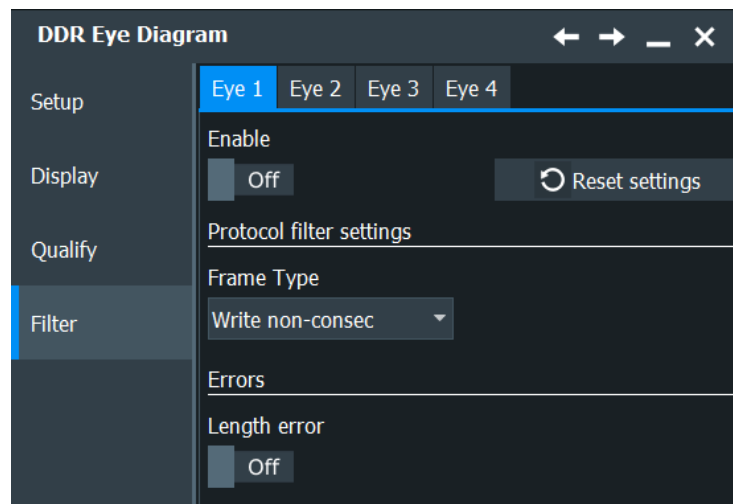 DDR Eye Diagram
Setup
Display
Qualify
Filter
Eye 1 Eye 2 Eye 3 Eye 4
Enable
Off Reset settings
Protocol filter settings
Frame Type
Write non-consec
Errors
Length error
Off